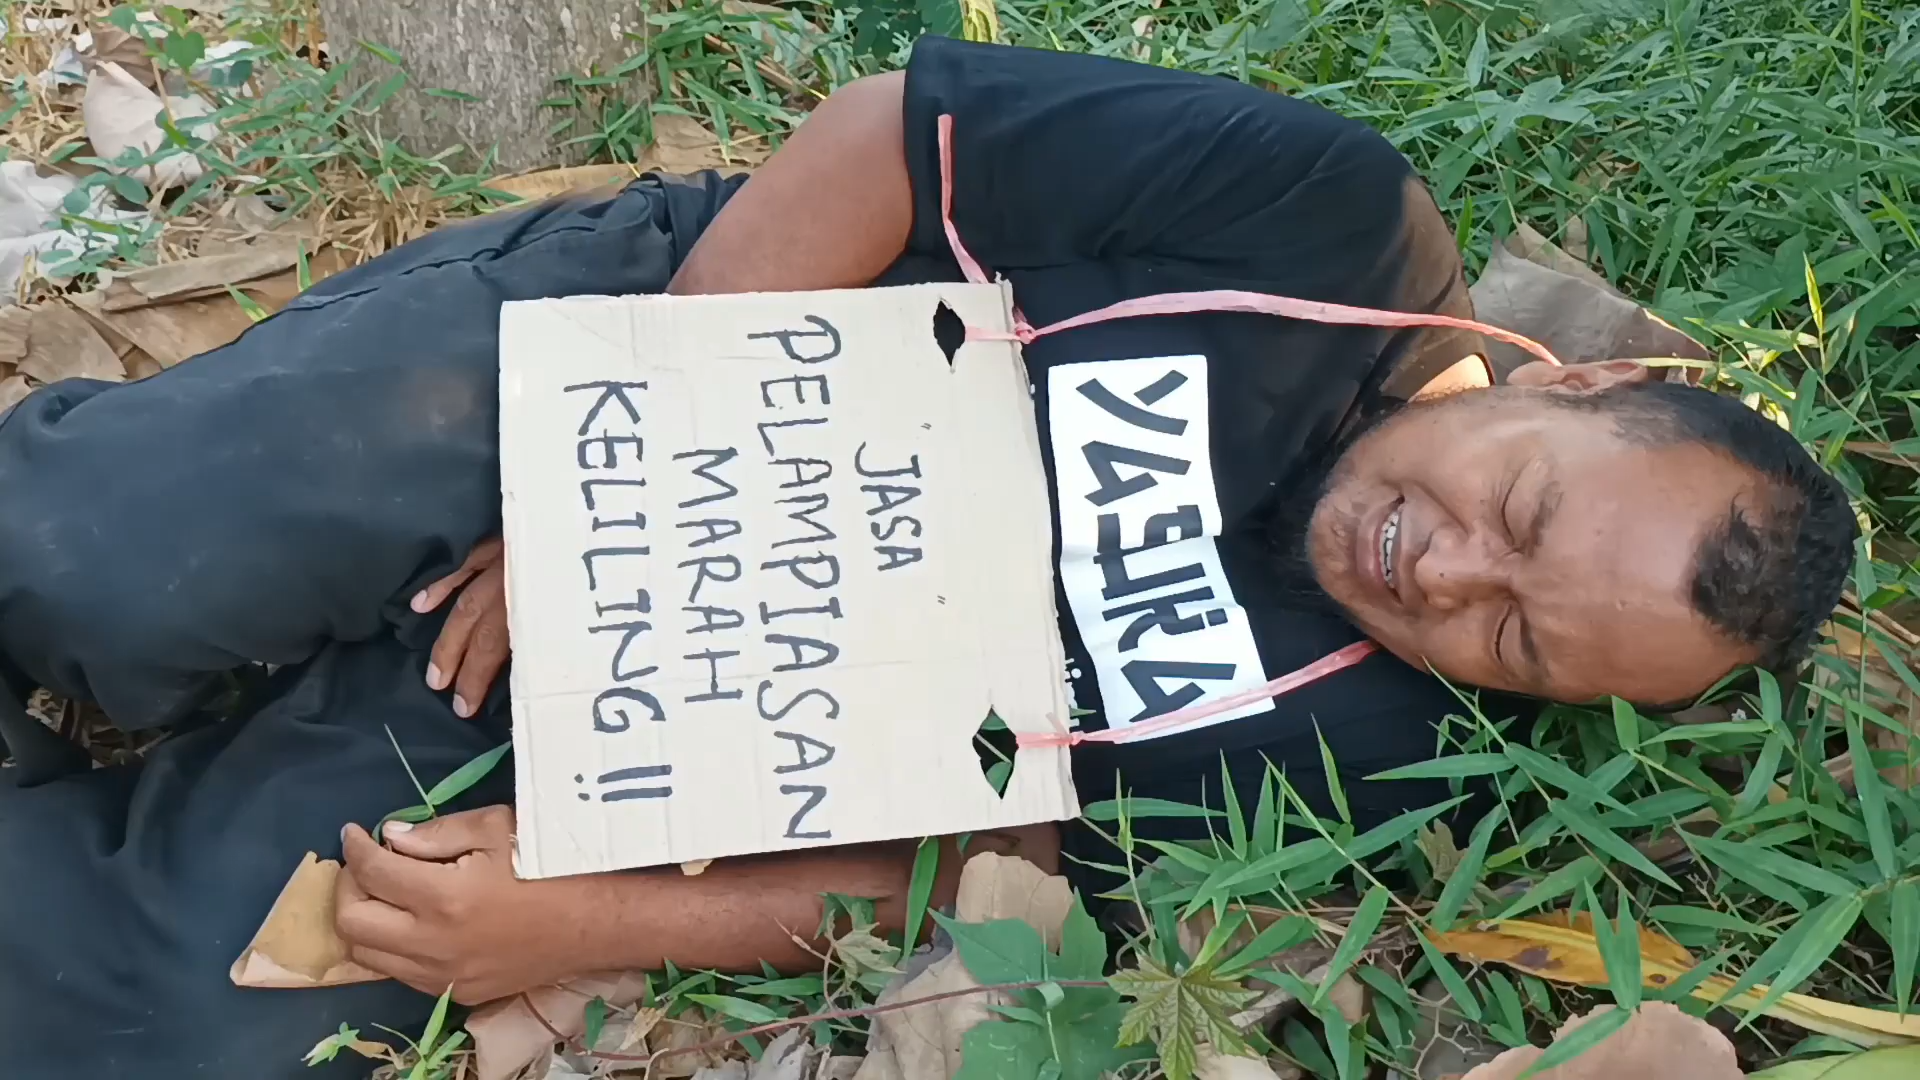 " JASA "
PELAMPIASAN
MARAH
KELILING !!